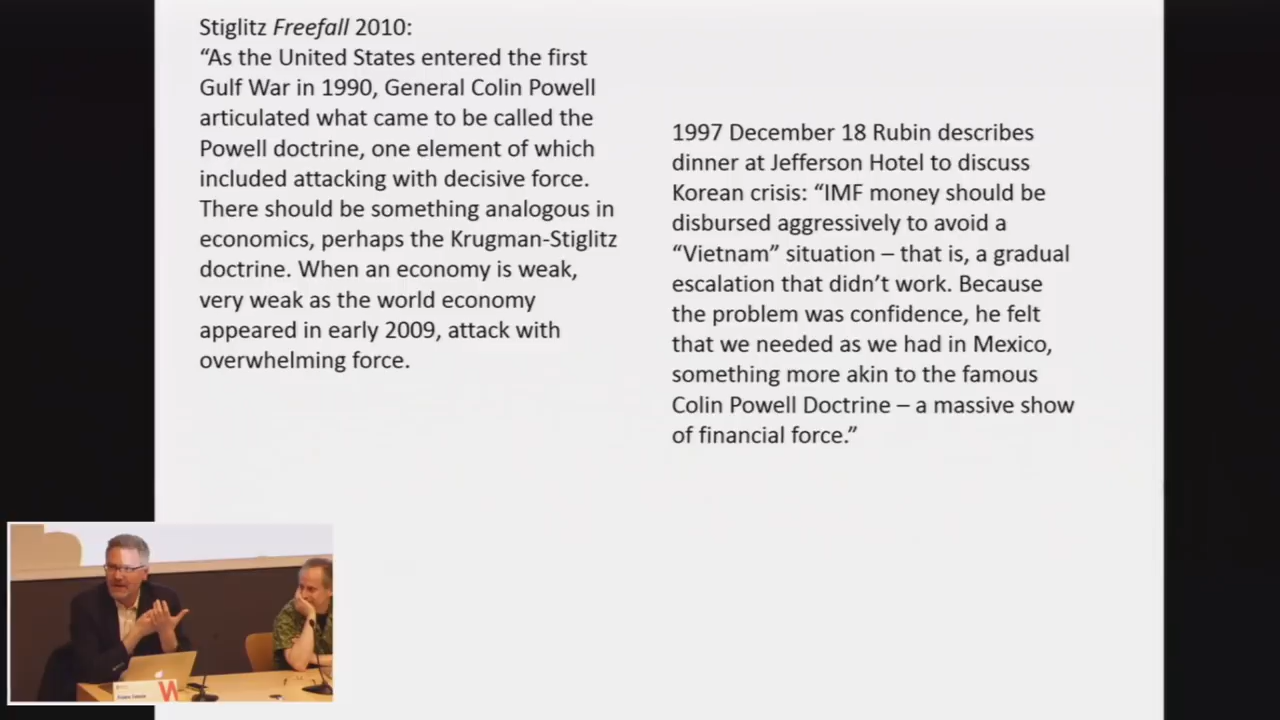 Stiglitz Freefall 2010:
“As the United States entered the first
Gulf War in 1990, General Colin Powell
articulated what came to be called the
Powell doctrine, one element of which
included attacking with decisive force.
There should be something analogous in
economics, perhaps the Krugman-Stiglitz
doctrine. When an economy is weak,
very weak as the world economy
appeared in early 2009, attack with
overwhelming force.
1997 December 18 Rubin describes
dinner at Jefferson Hotel to discuss
Korean crisis: “IMF money should be
disbursed aggressively to avoid a
“Vietnam” situation – that is, a gradual
escalation that didn’t work. Because
the problem was confidence, he felt
that we needed as we had in Mexico,
something more akin to the famous
Colin Powell Doctrine – a massive show
of financial force.”
W